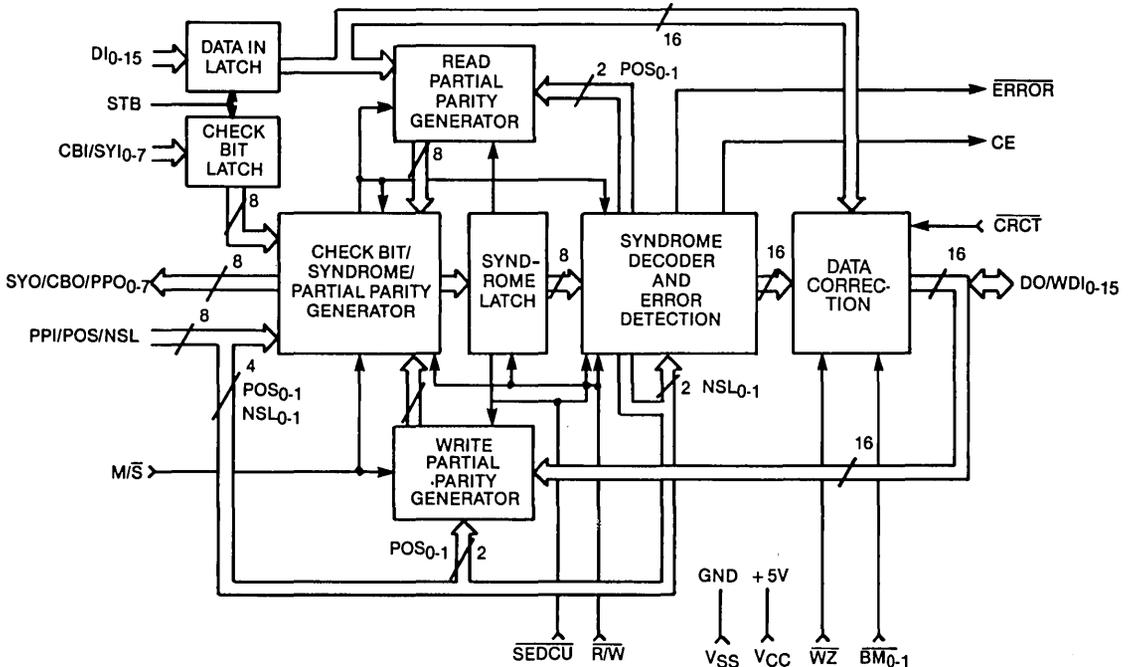 16
DI0-15
DATA IN
LATCH
READ
PARTIAL
PARITY
GENERATOR
2 POS0-1
ERROR
STB
CHECK
BIT
LATCH
CBI/SYI0-7
8
CE
8
CRCT
CHECK BIT/
SYNDROME/
PARTIAL PARITY
GENERATOR
SYND-
ROME
LATCH
8
SYNDROME
DECODER
AND
ERROR
DETECTION
16
DATA
CORREC-
TION
16
SYO/CBO/PPO0-7
8
DO/WDI0-15
PPI/POS/NSL
8
4
POS0-1
NSL0-1
2 NSL0-1
M/S
WRITE
PARTIAL
.PARITY
GENERATOR
16
POS0-1
2
GND +5V
SEDCU
R/W
VSS
VCC
WZ
BM0-1